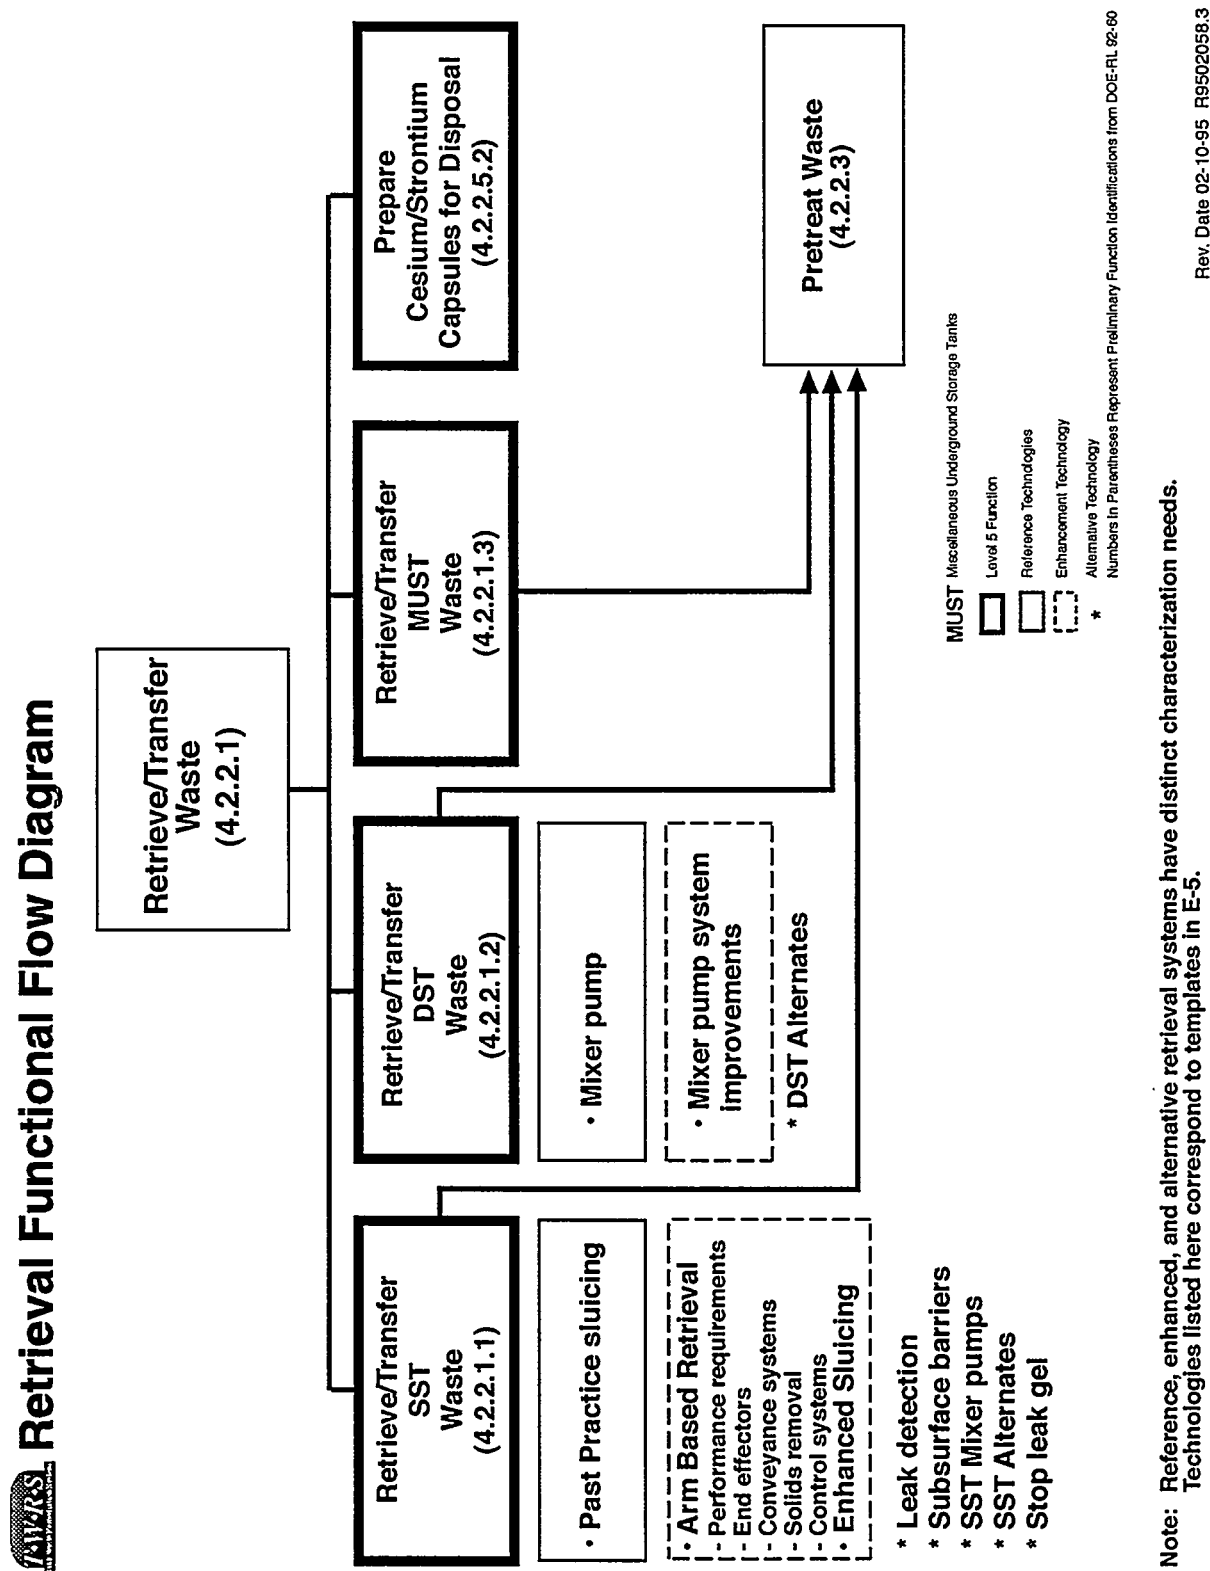 TWRS Retrieval Functional Flow Diagram
Retrieve/Transfer
Waste
(4.2.2.1)
Retrieve/Transfer
SST
Waste
(4.2.2.1.1)
• Past Practice sluicing
• Arm Based Retrieval
- Performance requirements
- End effectors
- Conveyance systems
- Solids removal
- Control systems
• Enhanced Sluicing
* Leak detection
* Subsurface barriers
* SST Mixer pumps
* SST Alternates
* Stop leak gel
Retrieve/Transfer
DST
Waste
(4.2.2.1.2)
• Mixer pump
• Mixer pump system
improvements
* DST Alternates
Retrieve/Transfer
MUST
Waste
(4.2.2.1.3)
Prepare
Cesium/Strontium
Capsules for Disposal
(4.2.2.5.2)
Pretreat Waste
(4.2.2.3)
MUST Miscellaneous Underground Storage Tanks
Level 5 Function
Reference Technologies
Enhancement Technology
* Alternative Technology
Numbers In Parentheses Represent Preliminary Function Identifications from DOE-RL 92-60
Note: Reference, enhanced, and alternative retrieval systems have distinct characterization needs.
Technologies listed here correspond to templates in E-5.
Rev. Date 02-10-95 R9502058.3